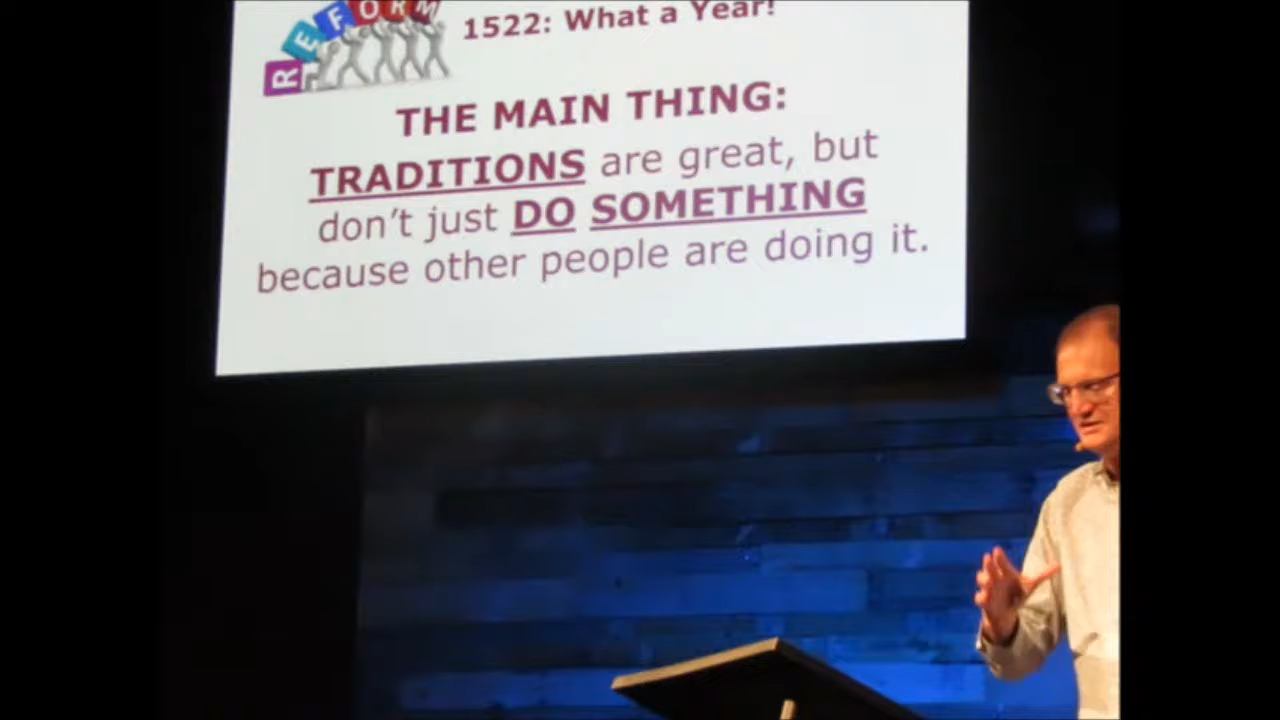 REFORM
1522: What a Year!
THE MAIN THING:
TRADITIONS are great, but
don't just DO SOMETHING
because other people are doing it.